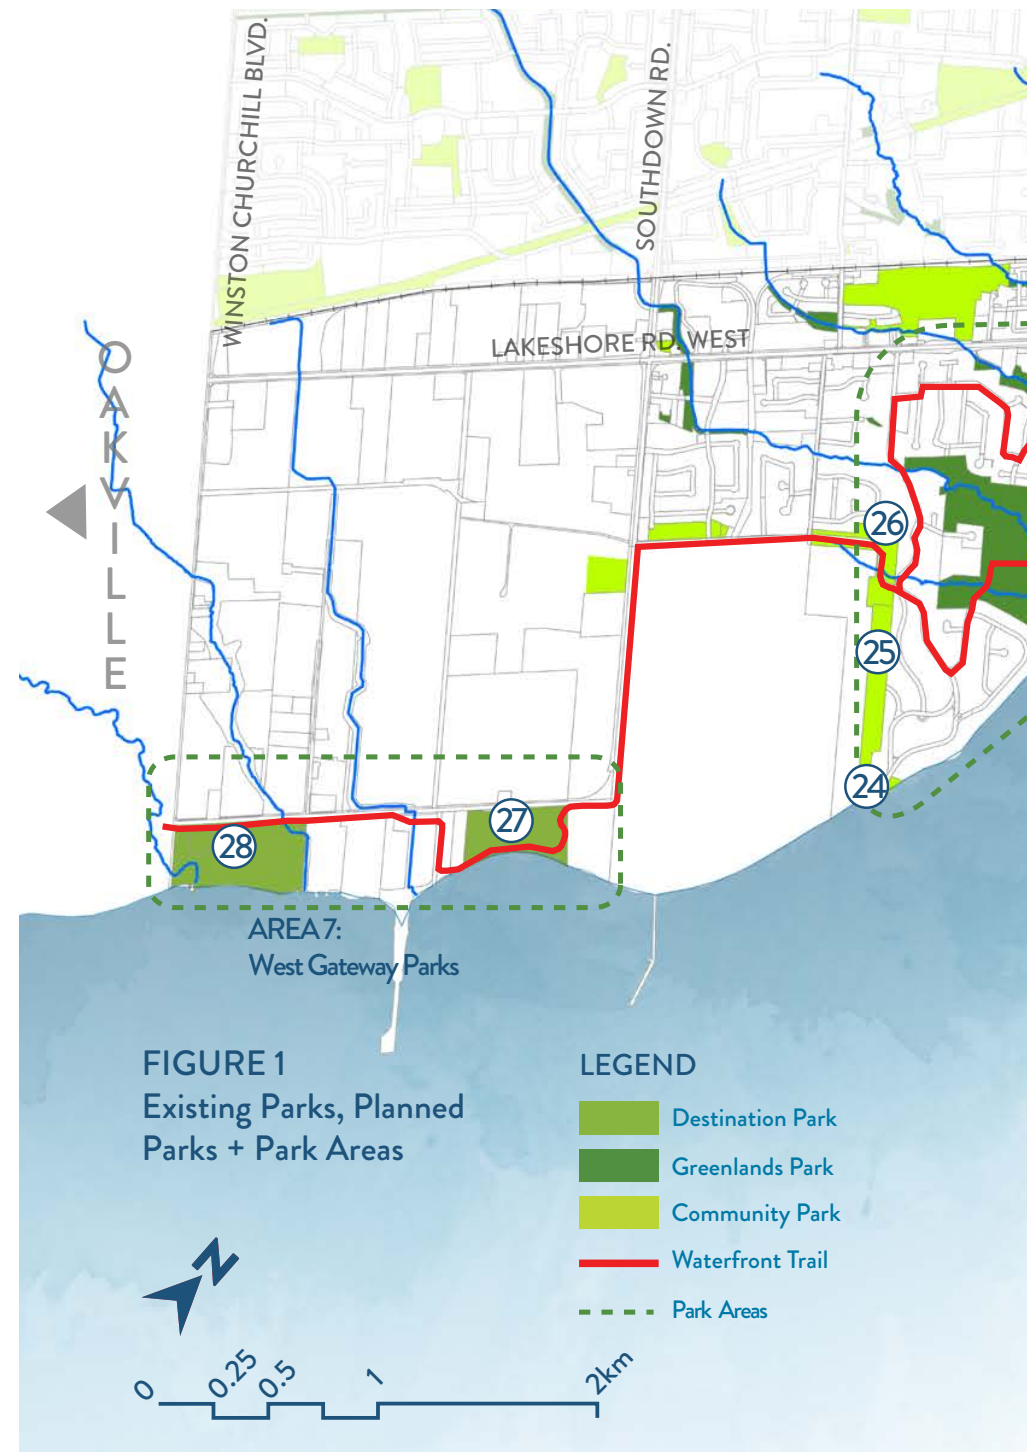 WINSTON CHURCHILL BLVD.
SOUTHDOWN RD.
LAKESHORE RD. WEST
OAKVILLE
26
25
24
27
28
AREA 7:
West Gateway Parks
FIGURE 1
Existing Parks, Planned
Parks + Park Areas
LEGEND
Destination Park
Greenlands Park
Community Park
Waterfront Trail
Park Areas
N
0 0.25 0.5 1 2km